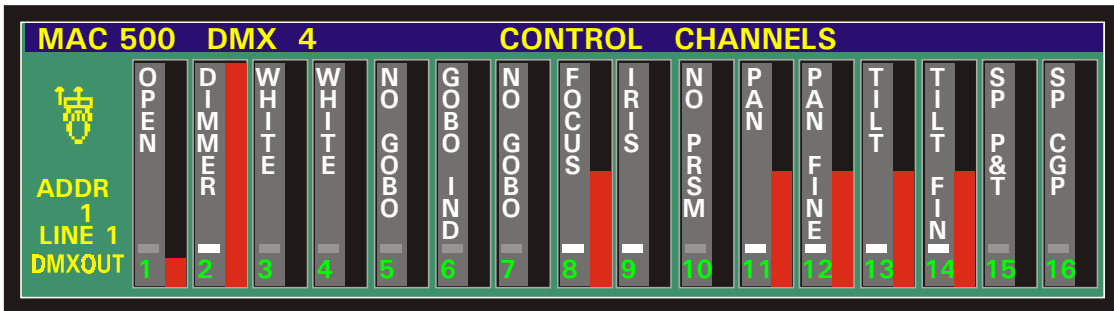 MAC 500 DMX 4 CONTROL CHANNELS
ADDR
1
LINE 1
DMXOUT
OPEN
1
DIMMER
2
WHITE
3
WHITE
4
NO GOBO
5
GOBO IND
6
NO GOBO
7
FOCUS
8
IRIS
9
NO PRSM
10
PAN
11
PAN FINE
12
TILT
13
TILT FIN
14
SP P&T
15
SP CGP
16